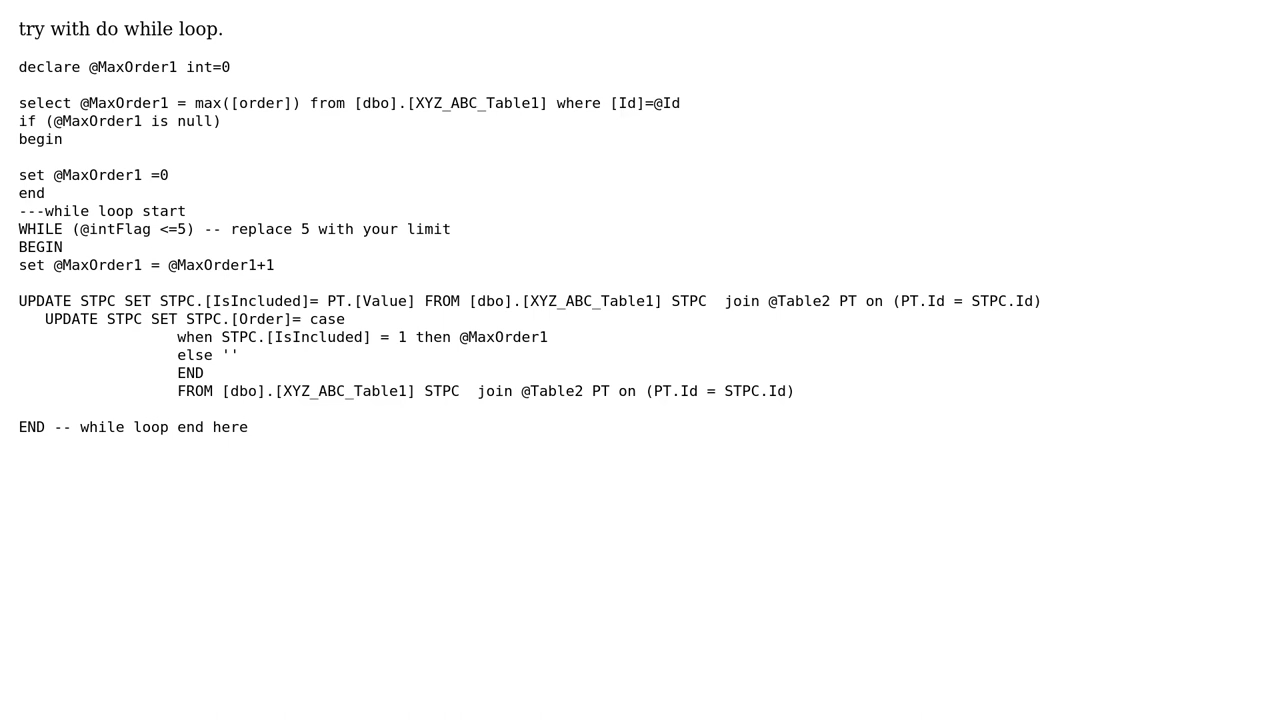 try with do while loop.
declare @MaxOrder1 int=0
select @MaxOrder1 = max([order]) from [dbo].[XYZ_ABC_Table1] where [Id]=@Id
if (@MaxOrder1 is null)
begin
set @MaxOrder1 =0
end
---while loop start
WHILE (@intFlag <=5) -- replace 5 with your limit
BEGIN
set @MaxOrder1 = @MaxOrder1+1
UPDATE STPC SET STPC.[IsIncluded]= PT.[Value] FROM [dbo].[XYZ_ABC_Table1] STPC  join @Table2 PT on (PT.Id = STPC.Id)
   UPDATE STPC SET STPC.[Order]= case
                  when STPC.[IsIncluded] = 1 then @MaxOrder1
                  else ''
                  END
                  FROM [dbo].[XYZ_ABC_Table1] STPC  join @Table2 PT on (PT.Id = STPC.Id)
END -- while loop end here